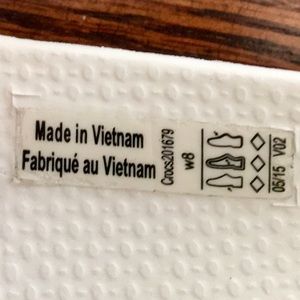 Made in Vietnam
Fabriqué au Vietnam
Crocs201679
w8
05/15 V02